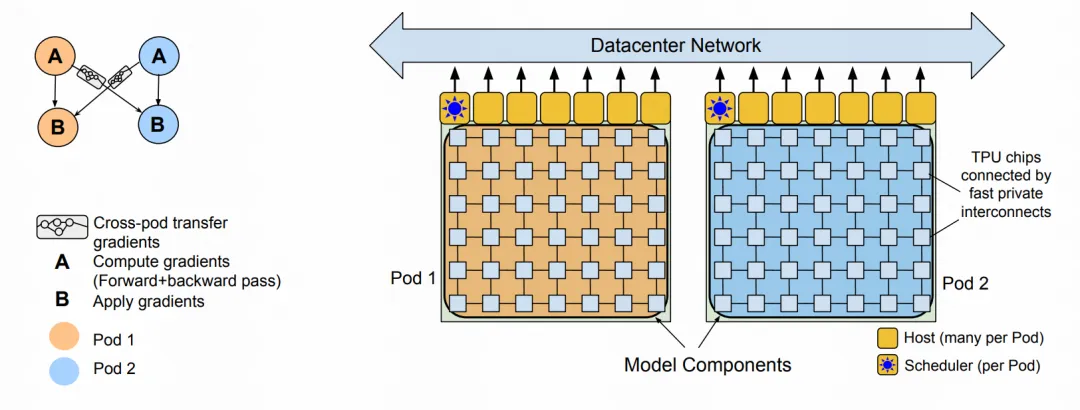 A
A
B
B
Cross-pod transfer
gradients
A
Compute gradients
(Forward+backward pass)
B
Apply gradients
Pod 1
Pod 2
Datacenter Network
Pod 1
TPU chips
connected by
fast private
interconnects
Pod 2
Model Components
Host (many per Pod)
Scheduler (per Pod)